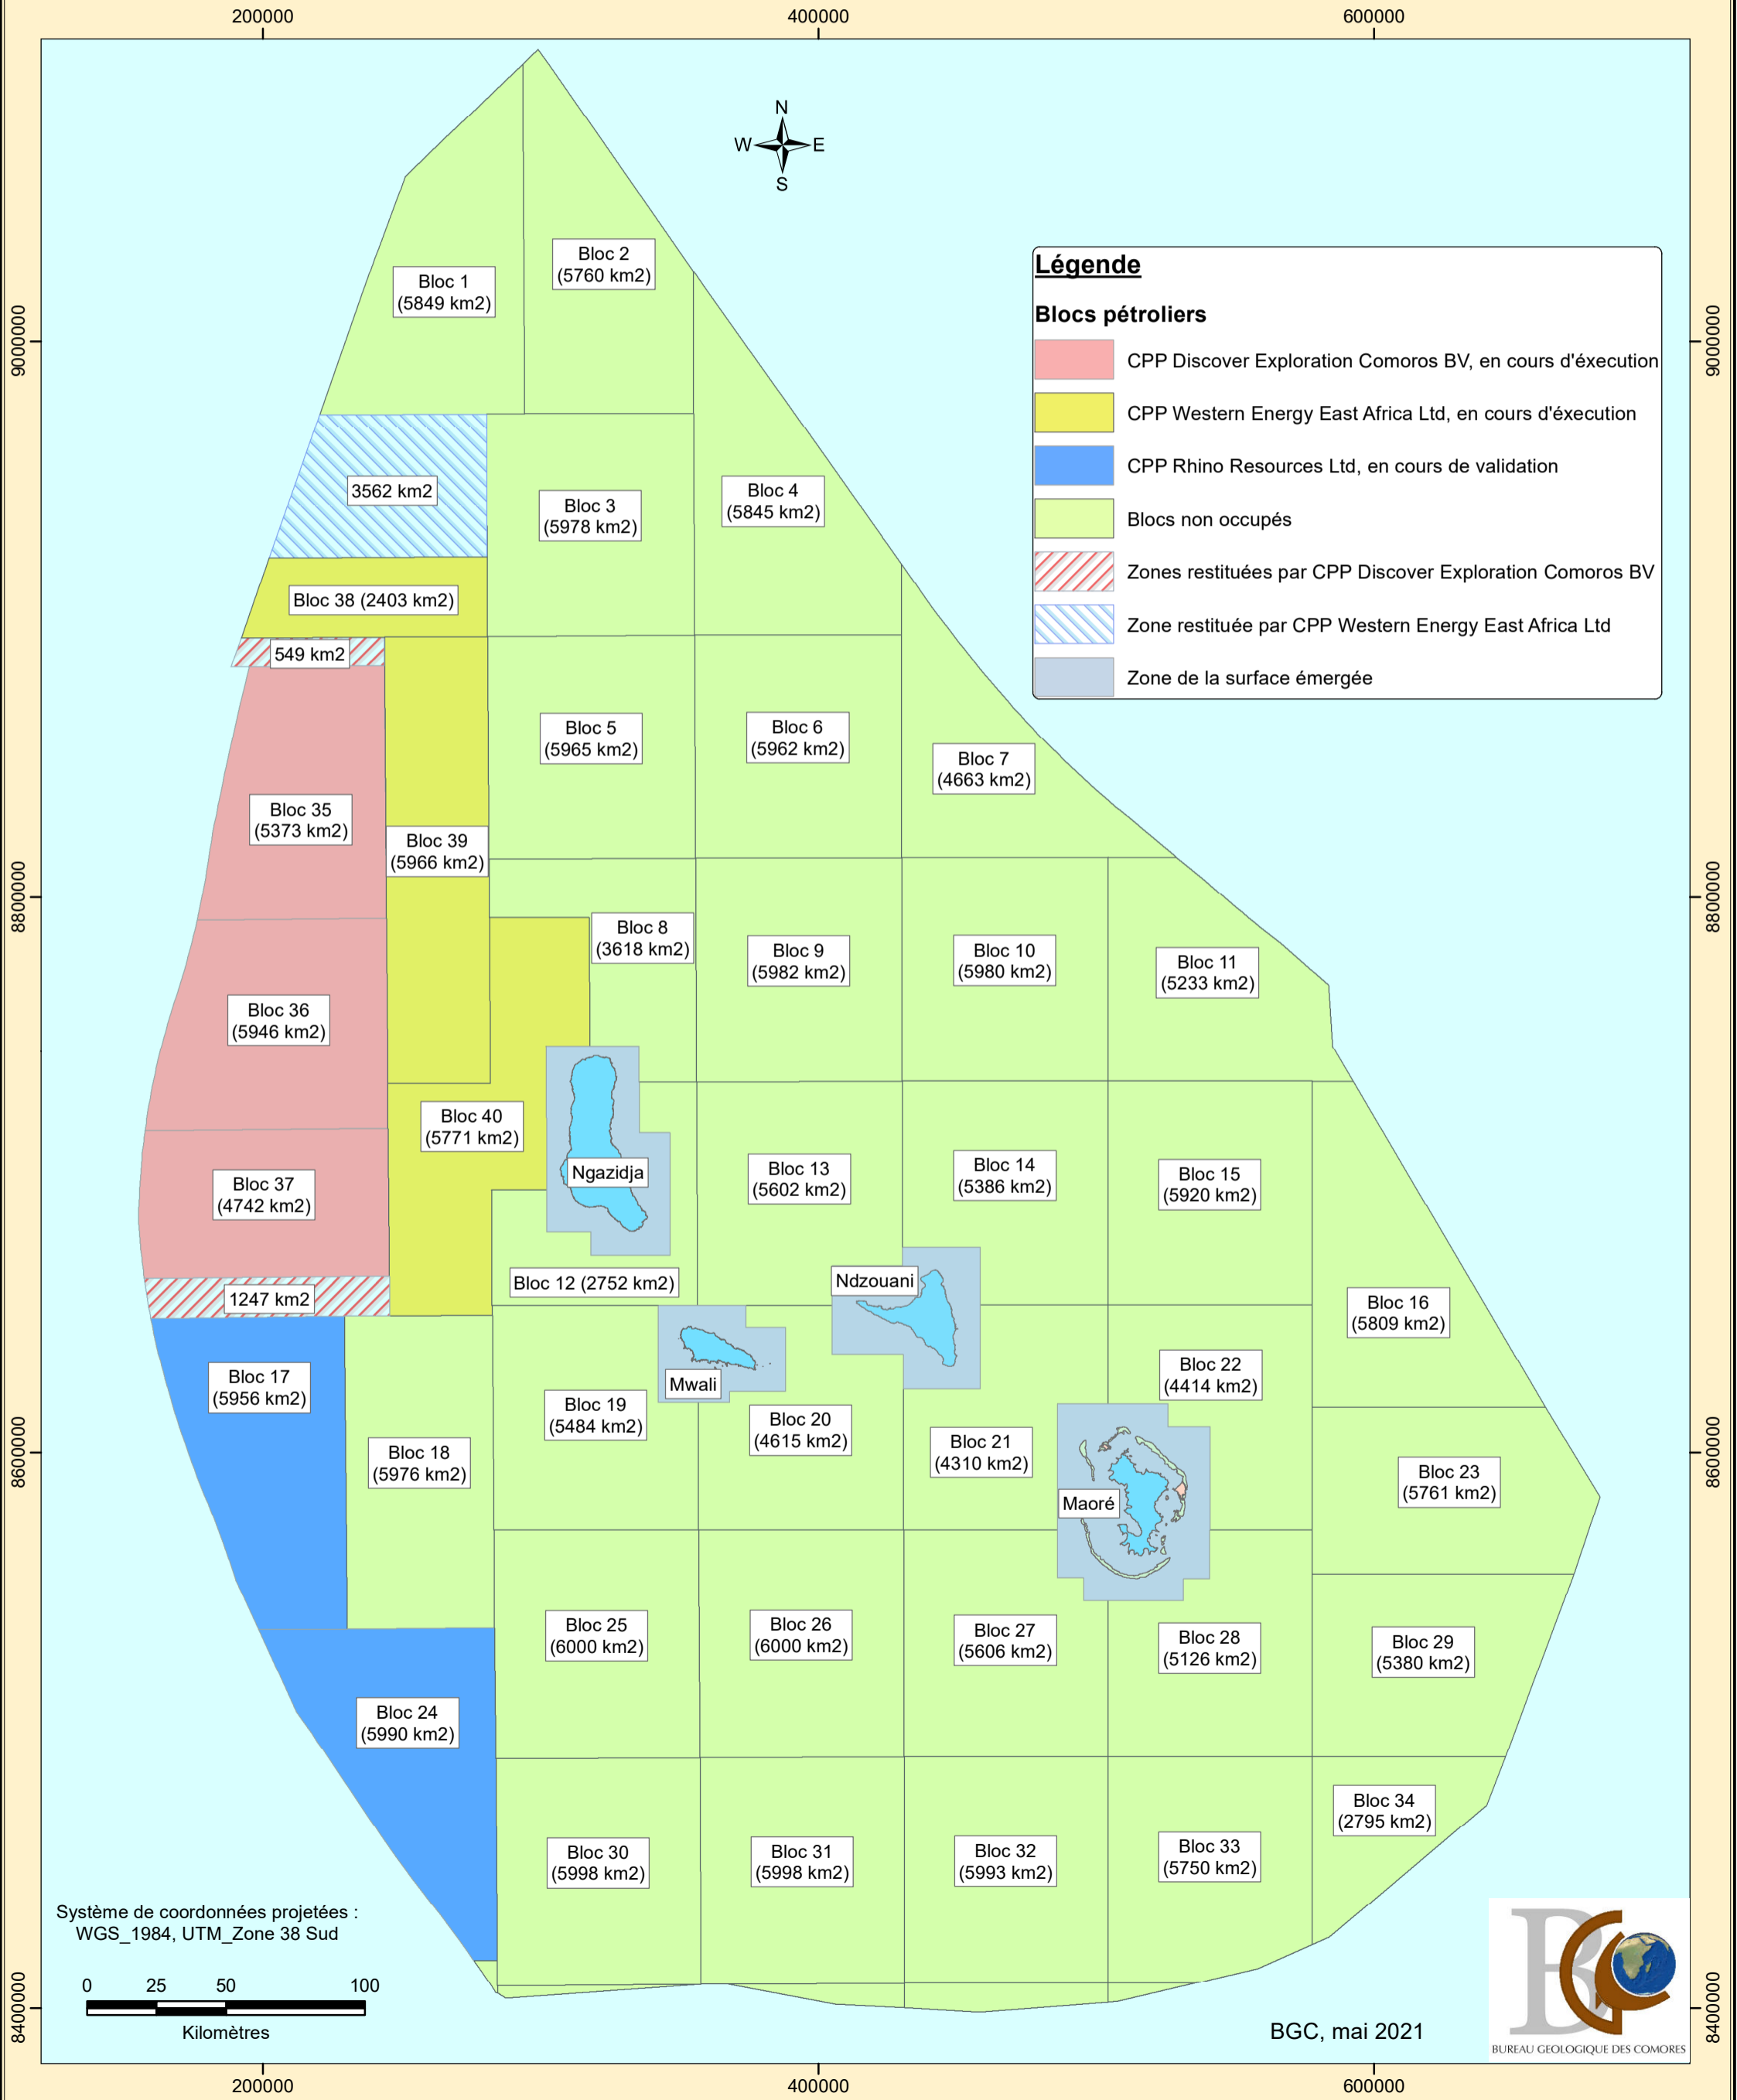 200000
400000
600000
N
W
E
S
Légende
Blocs pétroliers
CPP Discover Exploration Comoros BV, en cours d'éxecution
CPP Western Energy East Africa Ltd, en cours d'éxecution
CPP Rhino Resources Ltd, en cours de validation
Blocs non occupés
Zones restituées par CPP Discover Exploration Comoros BV
Zone restituée par CPP Western Energy East Africa Ltd
Zone de la surface émergée
9000000
9000000
8800000
8800000
8600000
8600000
8400000
8400000
Bloc 1
(5849 km2)
Bloc 2
(5760 km2)
3562 km2
Bloc 3
(5978 km2)
Bloc 4
(5845 km2)
Bloc 38 (2403 km2)
549 km2
Bloc 5
(5965 km2)
Bloc 6
(5962 km2)
Bloc 7
(4663 km2)
Bloc 35
(5373 km2)
Bloc 39
(5966 km2)
Bloc 8
(3618 km2)
Bloc 9
(5982 km2)
Bloc 10
(5980 km2)
Bloc 11
(5233 km2)
Bloc 36
(5946 km2)
Bloc 40
(5771 km2)
Ngazidja
Bloc 13
(5602 km2)
Bloc 14
(5386 km2)
Bloc 15
(5920 km2)
Bloc 37
(4742 km2)
Bloc 12 (2752 km2)
Ndzouani
1247 km2
Bloc 16
(5809 km2)
Bloc 17
(5956 km2)
Mwali
Bloc 22
(4414 km2)
Bloc 19
(5484 km2)
Bloc 20
(4615 km2)
Bloc 18
(5976 km2)
Bloc 21
(4310 km2)
Maoré
Bloc 23
(5761 km2)
Bloc 25
(6000 km2)
Bloc 26
(6000 km2)
Bloc 27
(5606 km2)
Bloc 28
(5126 km2)
Bloc 29
(5380 km2)
Bloc 24
(5990 km2)
Bloc 30
(5998 km2)
Bloc 31
(5998 km2)
Bloc 32
(5993 km2)
Bloc 33
(5750 km2)
Bloc 34
(2795 km2)
Système de coordonnées projetées :
WGS_1984, UTM_Zone 38 Sud
0 25 50 100
Kilomètres
BGC, mai 2021
BGC
BUREAU GEOLOGIQUE DES COMORES
200000
400000
600000